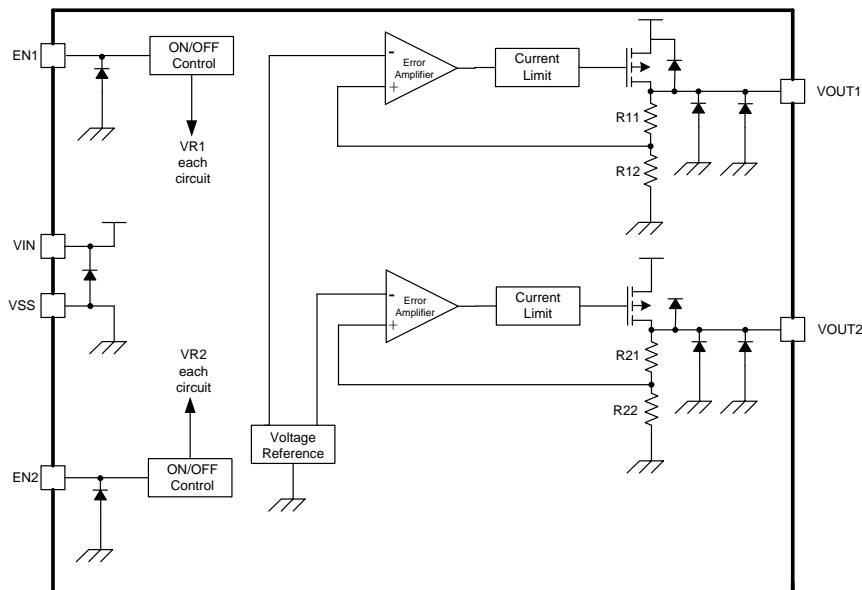 EN1
ON/OFF
Control
VR1
each
circuit
VIN
VSS
VR2
each
circuit
EN2
ON/OFF
Control
-
+
Error
Amplifier
Current
Limit
R11
R12
VOUT1
-
+
Error
Amplifier
Current
Limit
R21
R22
VOUT2
Voltage
Reference